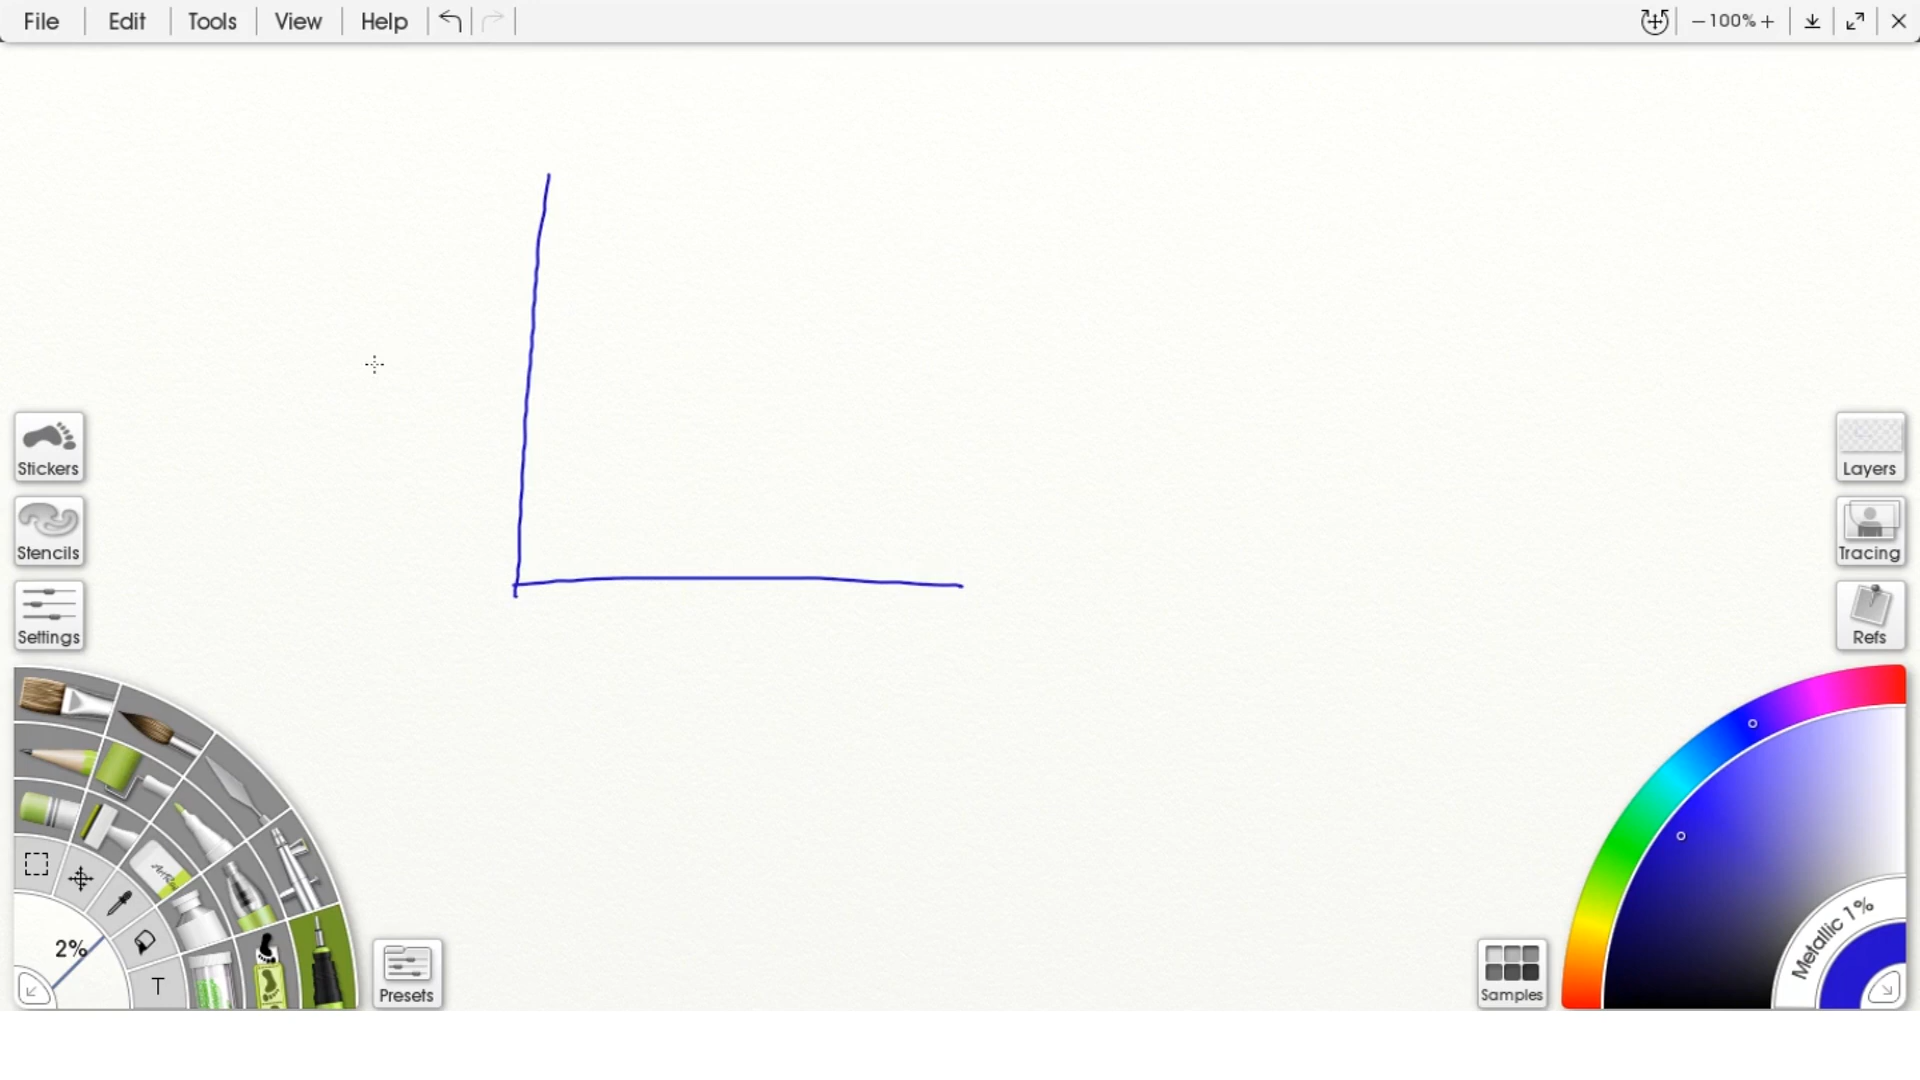 File Edit Tools View Help 100%
Stickers
Stencils
Settings
2%
T
Presets
Layers
Tracing
Refs
Metallic 1%
Samples